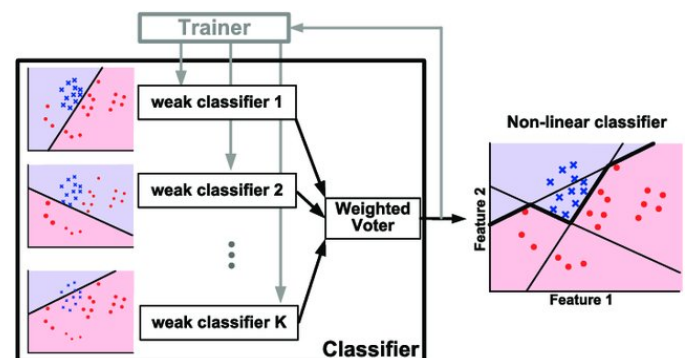 Trainer
weak classifier 1
weak classifier 2
weak classifier K
Weighted
Voter
Classifier
Non-linear classifier
Feature 2
Feature 1